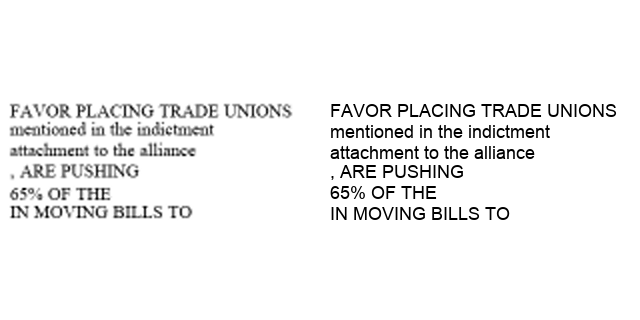 FAVOR PLACING TRADE UNIONS
mentioned in the indictment
attachment to the alliance
, ARE PUSHING
65% OF THE
IN MOVING BILLS TO
FAVOR PLACING TRADE UNIONS
mentioned in the indictment
attachment to the alliance
, ARE PUSHING
65% OF THE
IN MOVING BILLS TO